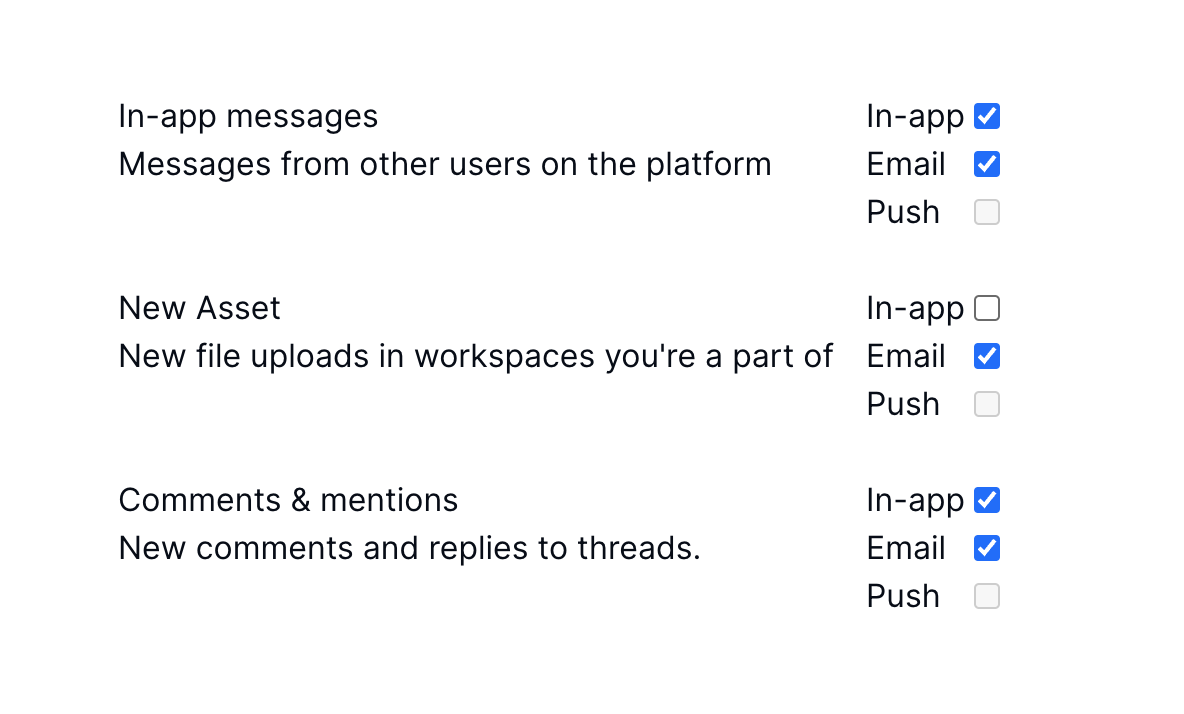 In-app messages In-app
Messages from other users on the platform Email
Push
New Asset In-app
New file uploads in workspaces you're a part of Email
Push
Comments & mentions In-app
New comments and replies to threads. Email
Push